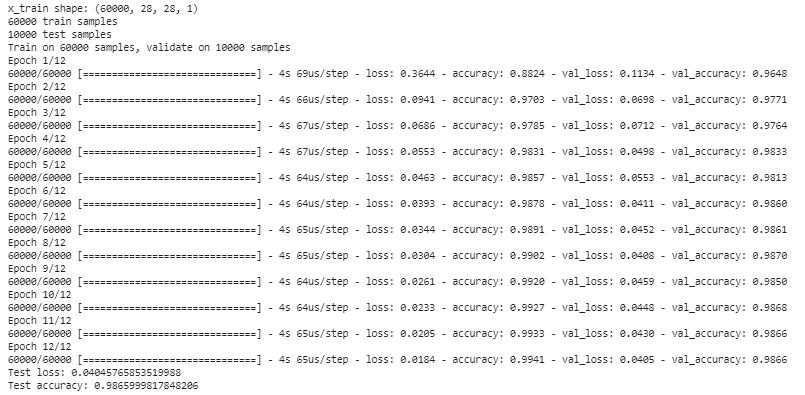 x_train shape: (60000, 28, 28, 1)
60000 train samples
10000 test samples
Train on 60000 samples, validate on 10000 samples
Epoch 1/12
60000/60000 [==============================] - 4s 69us/step - loss: 0.3644 - accuracy: 0.8824 - val_loss: 0.1134 - val_accuracy: 0.9648
Epoch 2/12
60000/60000 [==============================] - 4s 66us/step - loss: 0.0941 - accuracy: 0.9703 - val_loss: 0.0698 - val_accuracy: 0.9771
Epoch 3/12
60000/60000 [==============================] - 4s 67us/step - loss: 0.0686 - accuracy: 0.9785 - val_loss: 0.0712 - val_accuracy: 0.9764
Epoch 4/12
60000/60000 [==============================] - 4s 67us/step - loss: 0.0553 - accuracy: 0.9831 - val_loss: 0.0498 - val_accuracy: 0.9833
Epoch 5/12
60000/60000 [==============================] - 4s 64us/step - loss: 0.0463 - accuracy: 0.9857 - val_loss: 0.0553 - val_accuracy: 0.9813
Epoch 6/12
60000/60000 [==============================] - 4s 64us/step - loss: 0.0393 - accuracy: 0.9878 - val_loss: 0.0411 - val_accuracy: 0.9860
Epoch 7/12
60000/60000 [==============================] - 4s 65us/step - loss: 0.0344 - accuracy: 0.9891 - val_loss: 0.0452 - val_accuracy: 0.9861
Epoch 8/12
60000/60000 [==============================] - 4s 65us/step - loss: 0.0304 - accuracy: 0.9902 - val_loss: 0.0408 - val_accuracy: 0.9870
Epoch 9/12
60000/60000 [==============================] - 4s 64us/step - loss: 0.0261 - accuracy: 0.9920 - val_loss: 0.0459 - val_accuracy: 0.9850
Epoch 10/12
60000/60000 [==============================] - 4s 64us/step - loss: 0.0233 - accuracy: 0.9927 - val_loss: 0.0448 - val_accuracy: 0.9868
Epoch 11/12
60000/60000 [==============================] - 4s 65us/step - loss: 0.0205 - accuracy: 0.9933 - val_loss: 0.0430 - val_accuracy: 0.9866
Epoch 12/12
60000/60000 [==============================] - 4s 65us/step - loss: 0.0184 - accuracy: 0.9941 - val_loss: 0.0405 - val_accuracy: 0.9866
Test loss: 0.04045765853519988
Test accuracy: 0.9865999817848206